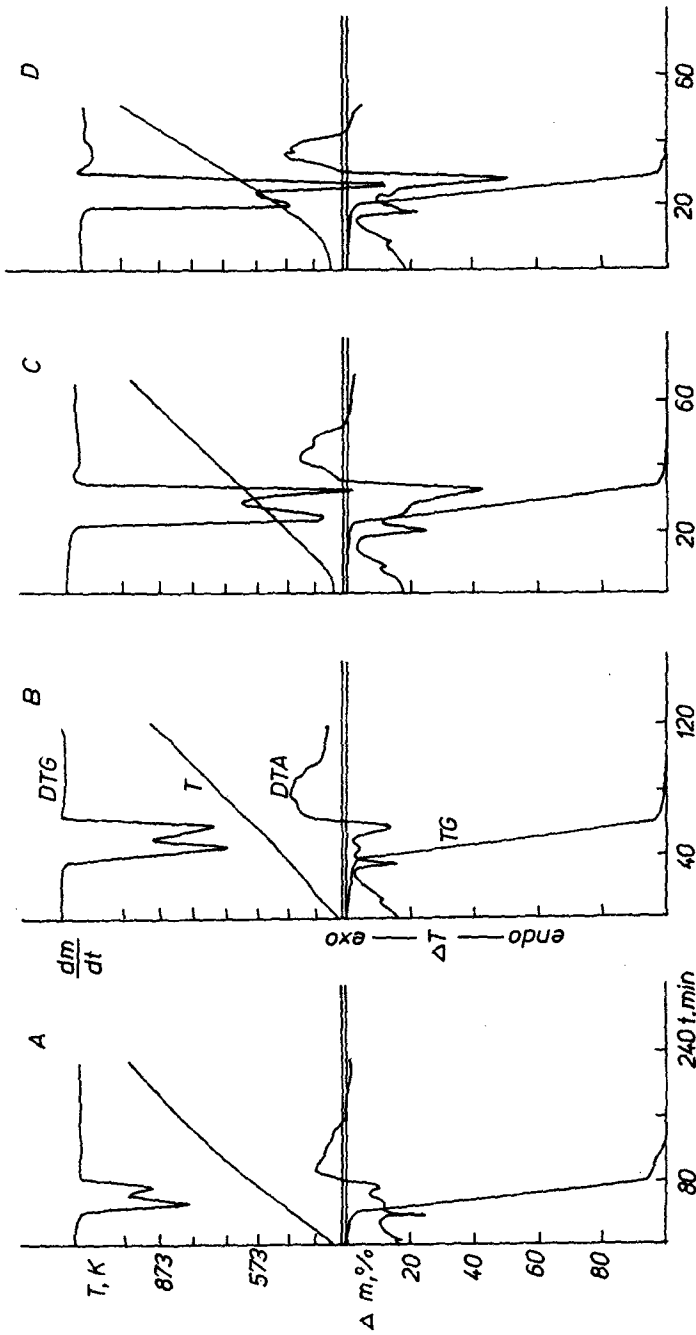 A
B
C
D
dm
dt
DTG
T, K
873
573
T
DTA
exo — ΔT — endo
TG
Δ m, %
20
40
60
80
80
240 t.min
40
120
20
60
20
60